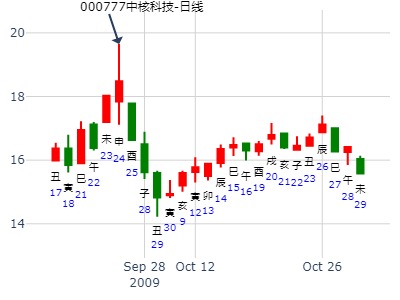 000777中核科技-日线
20
18
16
14
丑
17
寅
18
巳
21
午
22
未
23
申
24
酉
25
子
28
丑
29
寅
30
亥
9
寅
12
卯
13
辰
14
巳
15
午
16
酉
19
戌
20
亥
21
子
22
丑
23
辰
26
巳
27
午
28
未
29
Sep 28
2009
Oct 12
Oct 26